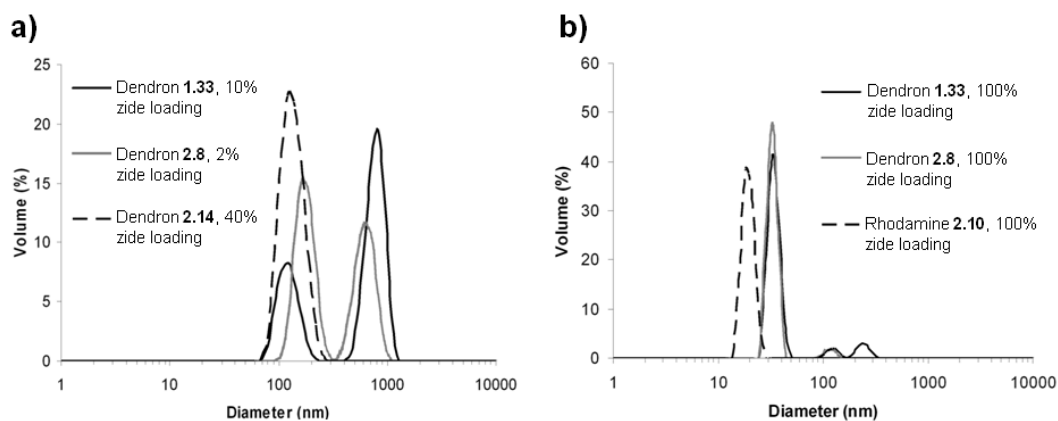 a)
25
20
15
10
5
0
Volume (%)
Dendron 1.33, 10%
zide loading
Dendron 2.8, 2%
zide loading
Dendron 2.14, 40%
zide loading
1
10
100
1000
10000
Diameter (nm)
b)
60
50
40
30
20
10
0
Volume (%)
Dendron 1.33, 100%
zide loading
Dendron 2.8, 100%
zide loading
Rhodamine 2.10, 100%
zide loading
1
10
100
1000
10000
Diameter (nm)